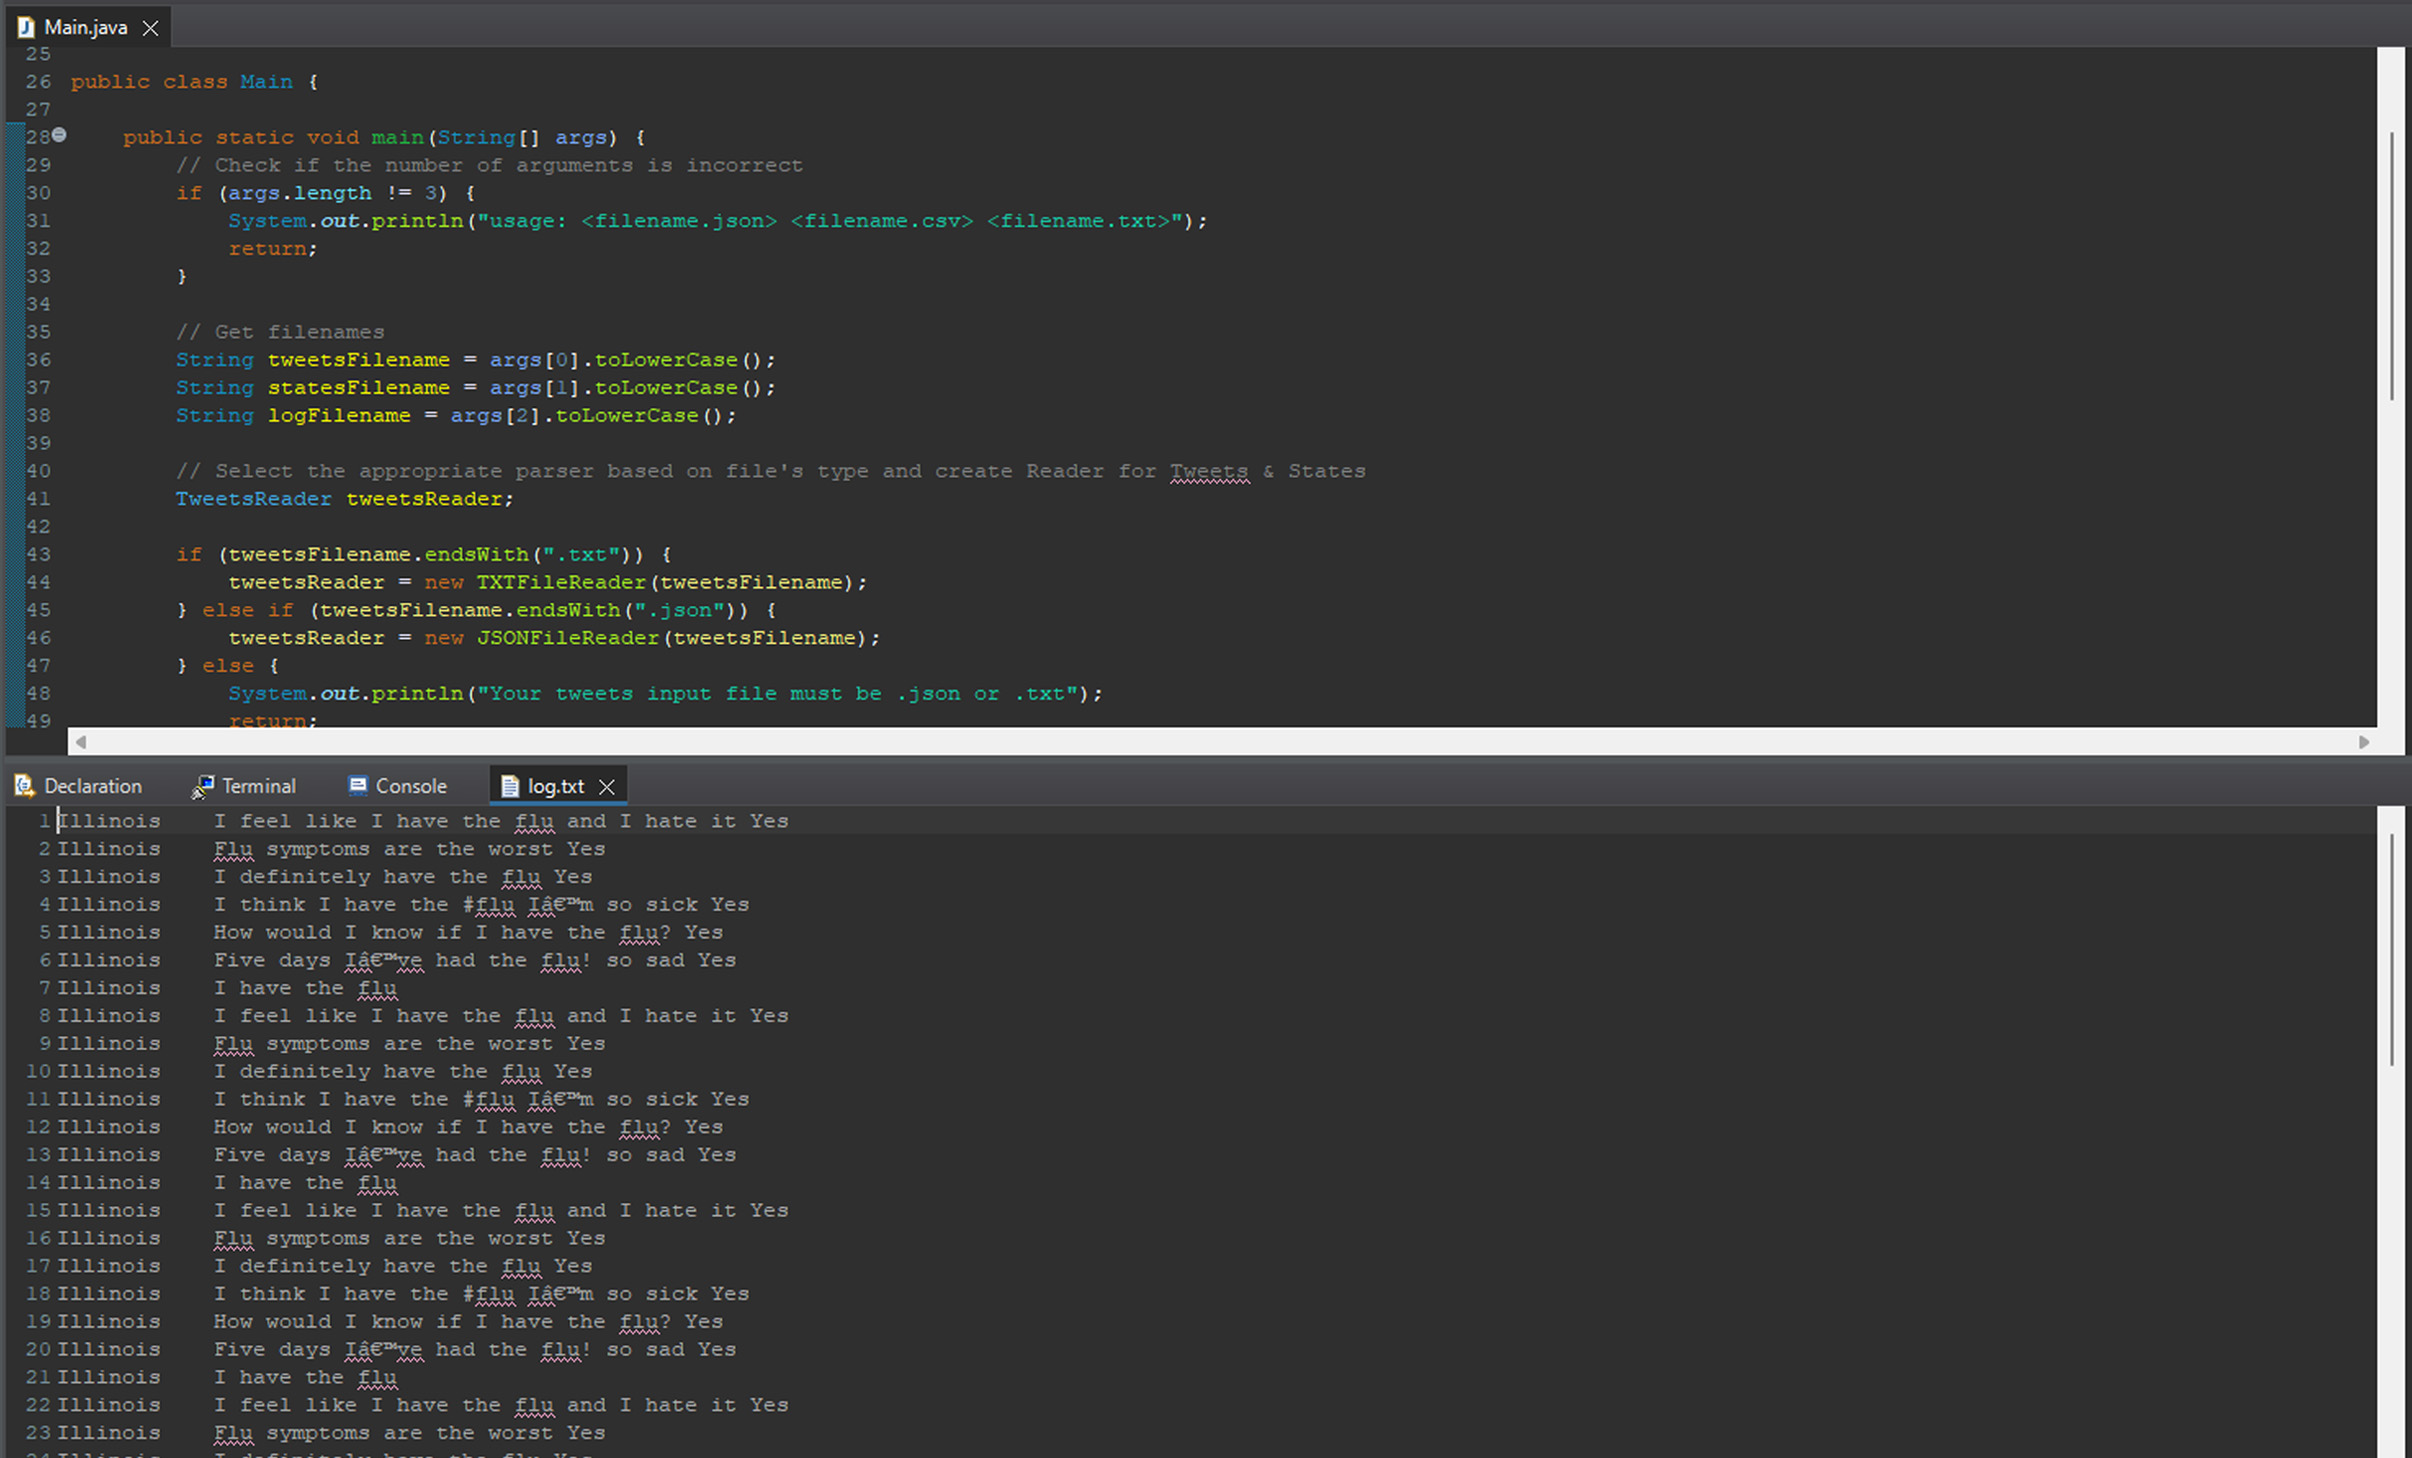 Main.java
25
26 public class Main {
27
28 public static void main(String[] args) {
29 // Check if the number of arguments is incorrect
30 if (args.length != 3) {
31 System.out.println("usage: <filename.json> <filename.csv> <filename.txt>");
32 return;
33 }
34
35 // Get filenames
36 String tweetsFilename = args[0].toLowerCase();
37 String statesFilename = args[1].toLowerCase();
38 String logFilename = args[2].toLowerCase();
39
40 // Select the appropriate parser based on file's type and create Reader for Tweets & States
41 TweetsReader tweetsReader;
42
43 if (tweetsFilename.endsWith(".txt")) {
44 tweetsReader = new TXTFileReader(tweetsFilename);
45 } else if (tweetsFilename.endsWith(".json")) {
46 tweetsReader = new JSONFileReader(tweetsFilename);
47 } else {
48 System.out.println("Your tweets input file must be .json or .txt");
49 return;
Declaration Terminal Console log.txt
1 Illinois I feel like I have the flu and I hate it Yes
2 Illinois Flu symptoms are the worst Yes
3 Illinois I definitely have the flu Yes
4 Illinois I think I have the #flu Iâ€™m so sick Yes
5 Illinois How would I know if I have the flu? Yes
6 Illinois Five days Iâ€™ve had the flu! so sad Yes
7 Illinois I have the flu
8 Illinois I feel like I have the flu and I hate it Yes
9 Illinois Flu symptoms are the worst Yes
10 Illinois I definitely have the flu Yes
11 Illinois I think I have the #flu Iâ€™m so sick Yes
12 Illinois How would I know if I have the flu? Yes
13 Illinois Five days Iâ€™ve had the flu! so sad Yes
14 Illinois I have the flu
15 Illinois I feel like I have the flu and I hate it Yes
16 Illinois Flu symptoms are the worst Yes
17 Illinois I definitely have the flu Yes
18 Illinois I think I have the #flu Iâ€™m so sick Yes
19 Illinois How would I know if I have the flu? Yes
20 Illinois Five days Iâ€™ve had the flu! so sad Yes
21 Illinois I have the flu
22 Illinois I feel like I have the flu and I hate it Yes
23 Illinois Flu symptoms are the worst Yes